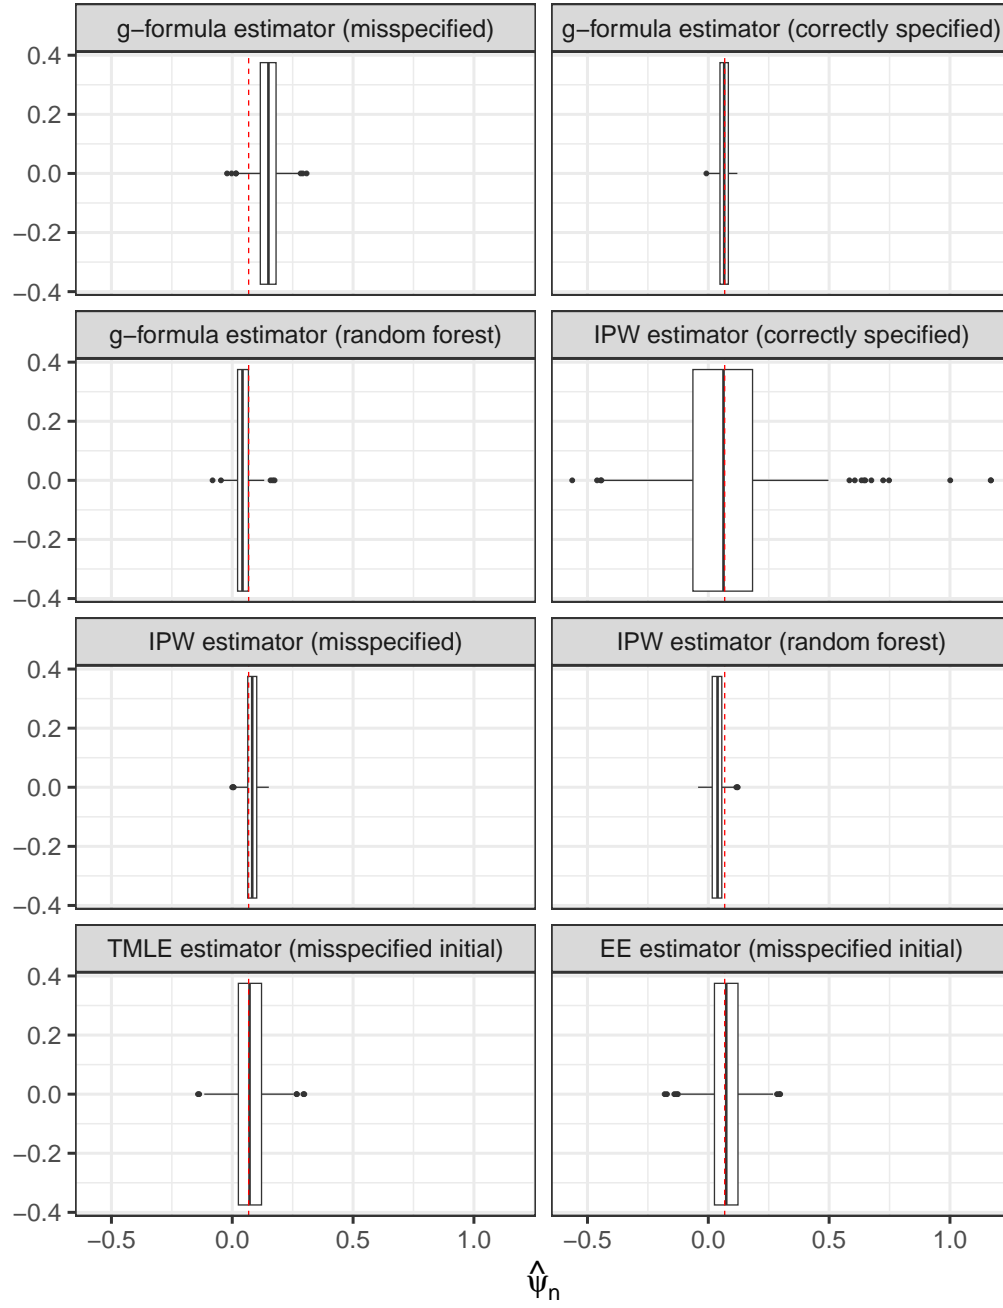 g−formula estimator (misspecified)
g−formula estimator (correctly specified)
0.4
0.2
0.0
−0.2
−0.4
g−formula estimator (random forest)
IPW estimator (correctly specified)
0.4
0.2
0.0
−0.2
−0.4
IPW estimator (misspecified)
IPW estimator (random forest)
0.4
0.2
0.0
−0.2
−0.4
TMLE estimator (misspecified initial)
EE estimator (misspecified initial)
0.4
0.2
0.0
−0.2
−0.4
−0.5 0.0 0.5 1.0 −0.5 0.0 0.5 1.0
ψ̂n